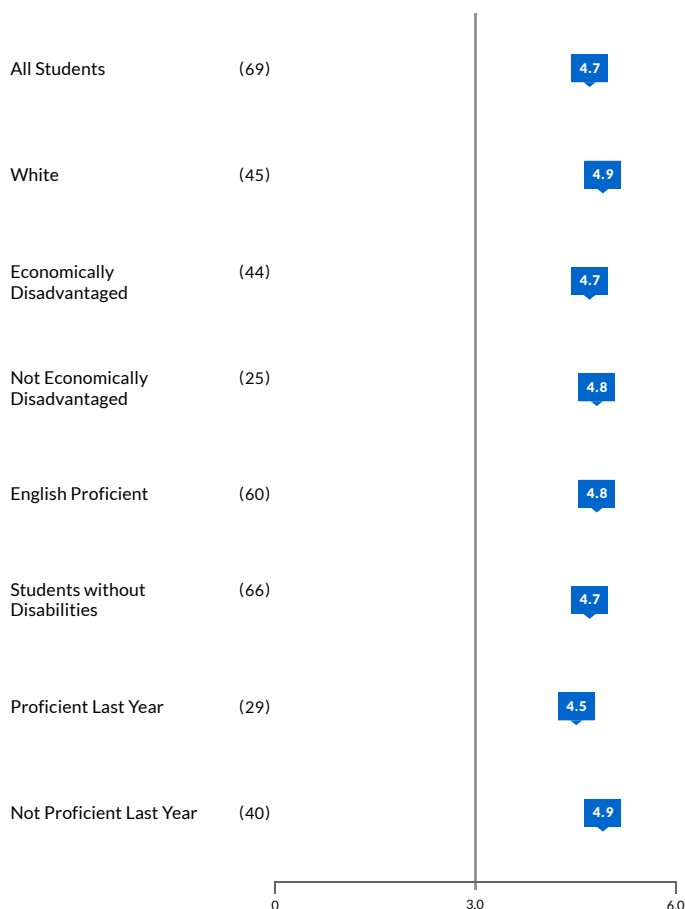 All Students (69) 4.7
White (45) 4.9
Economically (44)
Disadvantaged 4.7
Not Economically (25)
Disadvantaged 4.8
English Proficient (60) 4.8
Students without (66)
Disabilities 4.7
Proficient Last Year (29) 4.5
Not Proficient Last Year (40) 4.9
0 3.0 6.0